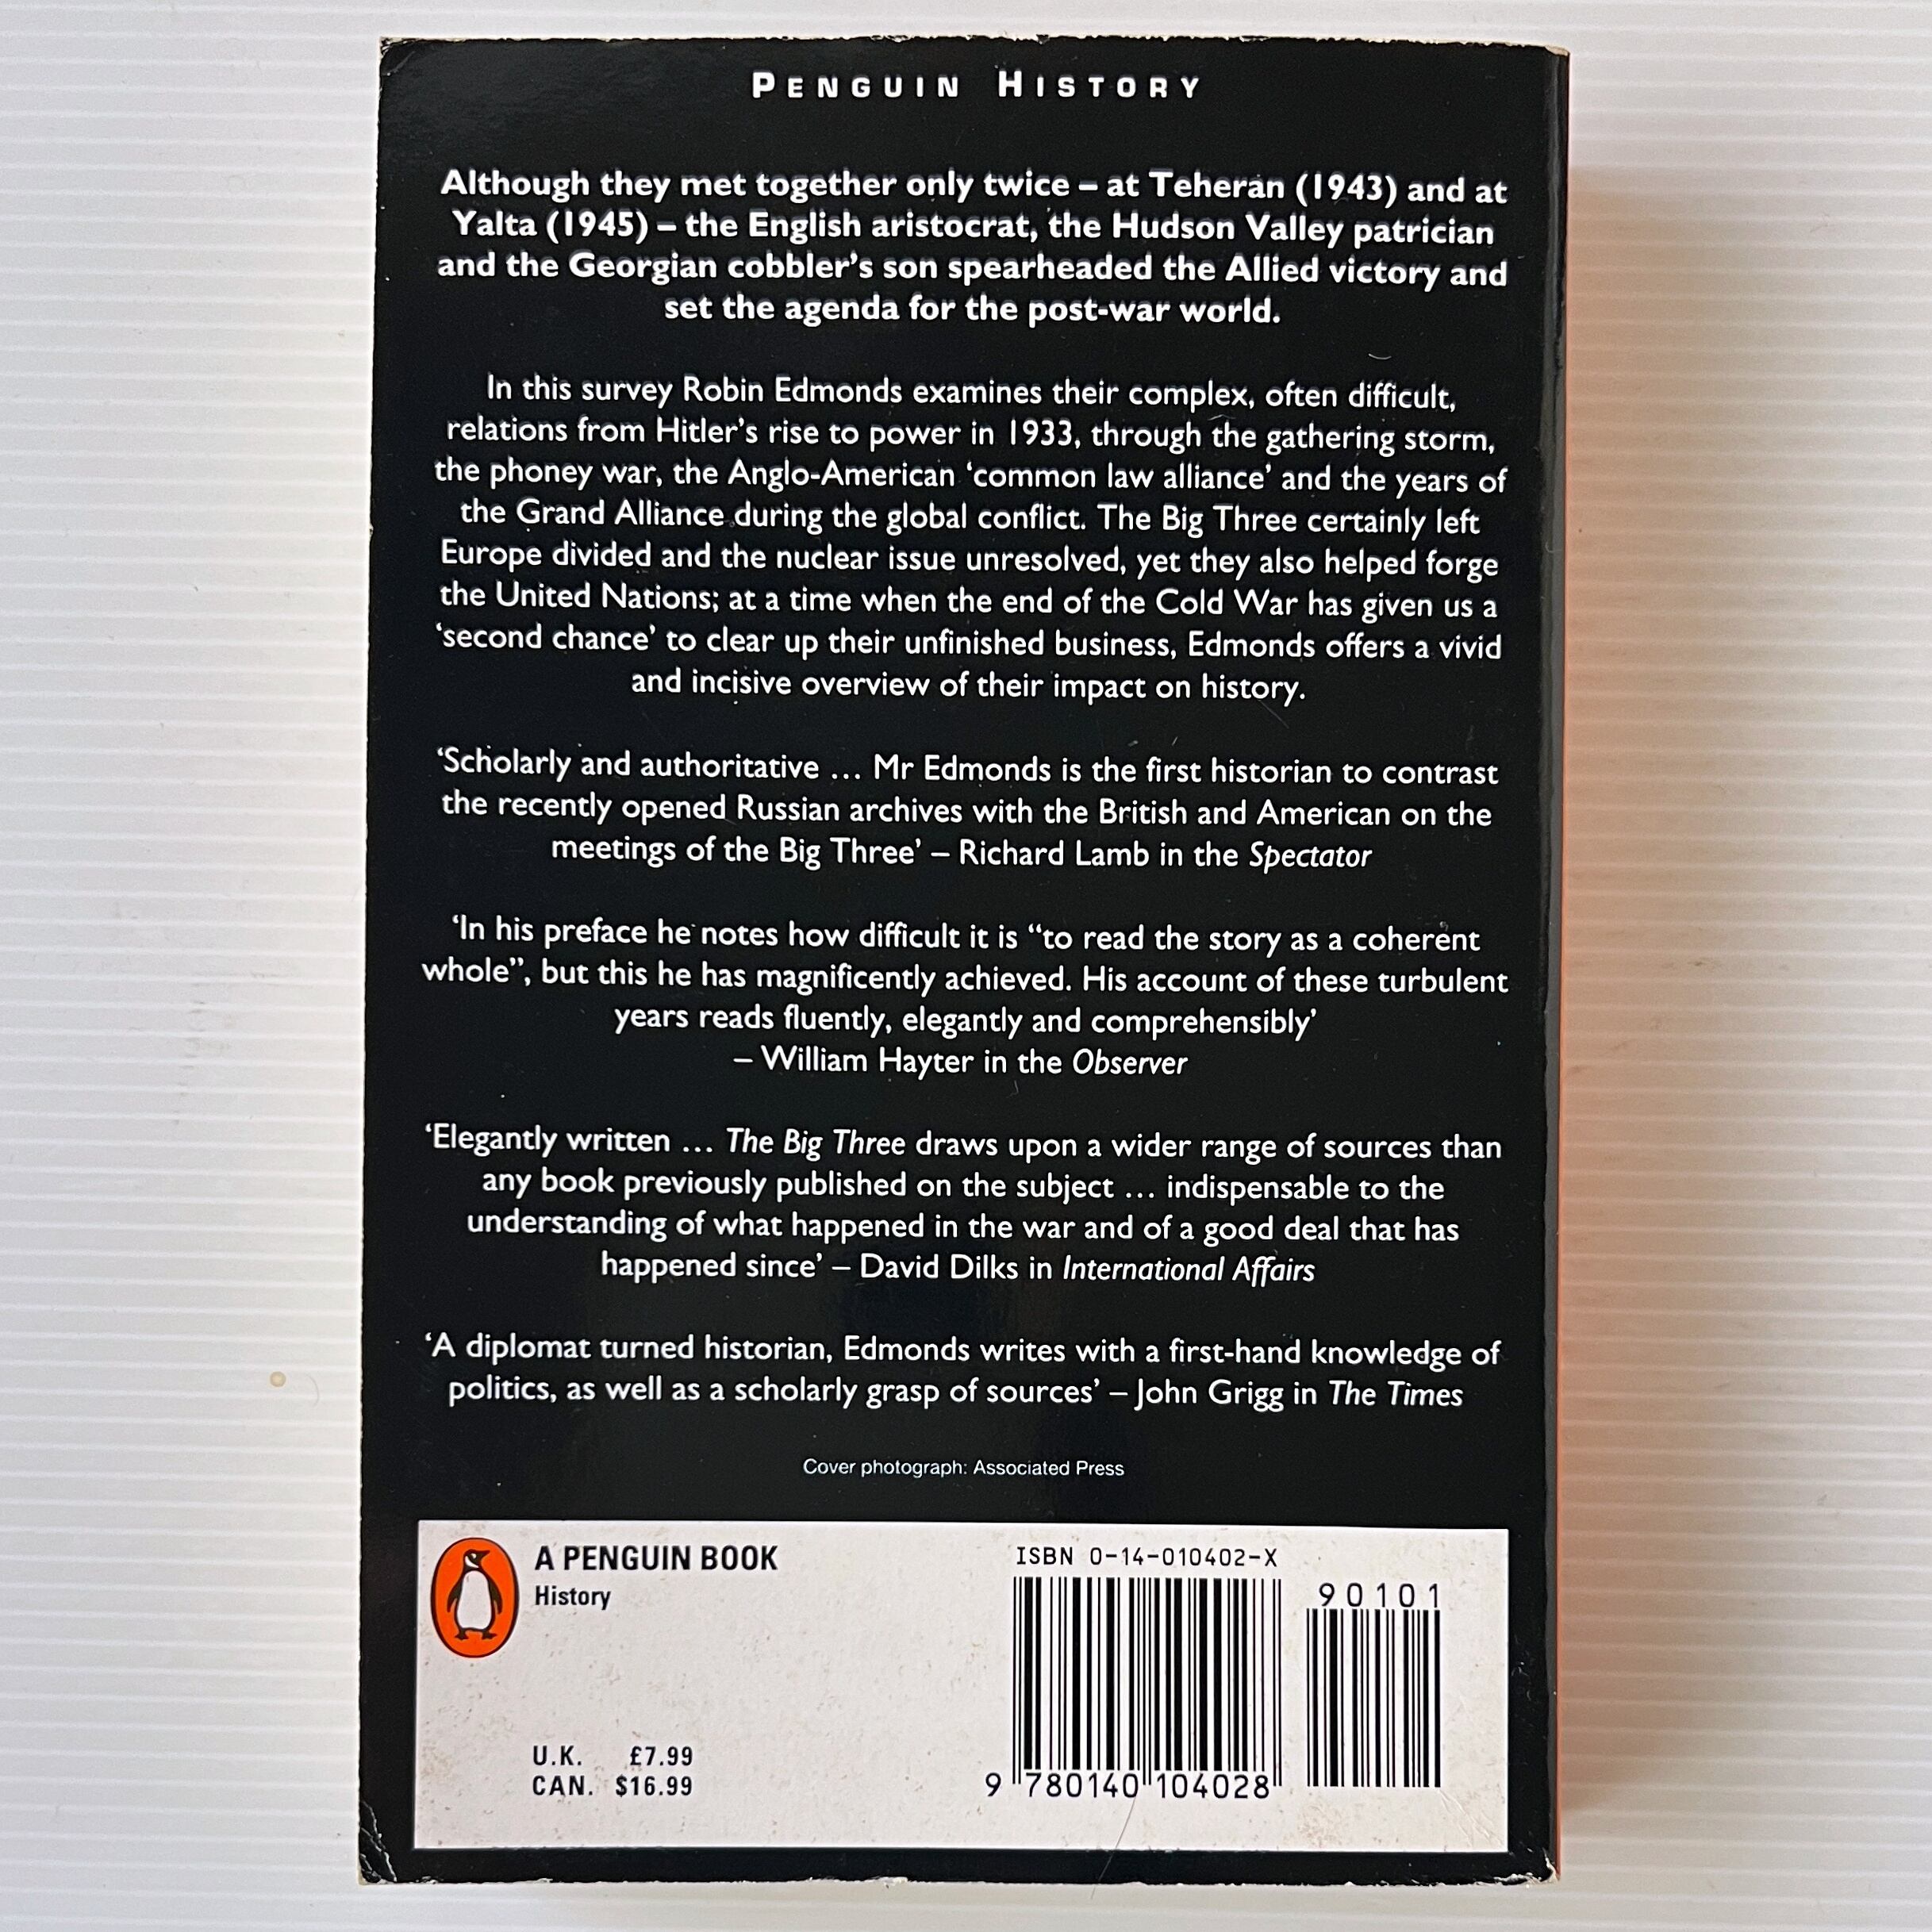 PENGUIN HISTORY
Although they met together only twice – at Teheran (1943) and at
Yalta (1945) – the English aristocrat, the Hudson Valley patrician
and the Georgian cobbler’s son spearheaded the Allied victory and
set the agenda for the post-war world.
In this survey Robin Edmonds examines their complex, often difficult,
relations from Hitler’s rise to power in 1933, through the gathering storm,
the phoney war, the Anglo-American ‘common law alliance’ and the years of
the Grand Alliance during the global conflict. The Big Three certainly left
Europe divided and the nuclear issue unresolved, yet they also helped forge
the United Nations; at a time when the end of the Cold War has given us a
‘second chance’ to clear up their unfinished business, Edmonds offers a vivid
and incisive overview of their impact on history.
‘Scholarly and authoritative … Mr Edmonds is the first historian to contrast
the recently opened Russian archives with the British and American on the
meetings of the Big Three’ – Richard Lamb in the Spectator
‘In his preface he notes how difficult it is “to read the story as a coherent
whole”, but this he has magnificently achieved. His account of these turbulent
years reads fluently, elegantly and comprehensibly’
– William Hayter in the Observer
‘Elegantly written … The Big Three draws upon a wider range of sources than
any book previously published on the subject … indispensable to the
understanding of what happened in the war and of a good deal that has
happened since’ – David Dilks in International Affairs
‘A diplomat turned historian, Edmonds writes with a first-hand knowledge of
politics, as well as a scholarly grasp of sources’ – John Grigg in The Times
Cover photograph: Associated Press
A PENGUIN BOOK
History
U.K. £7.99
CAN. $16.99
ISBN 0-14-010402-X
90101
9 780140 104028